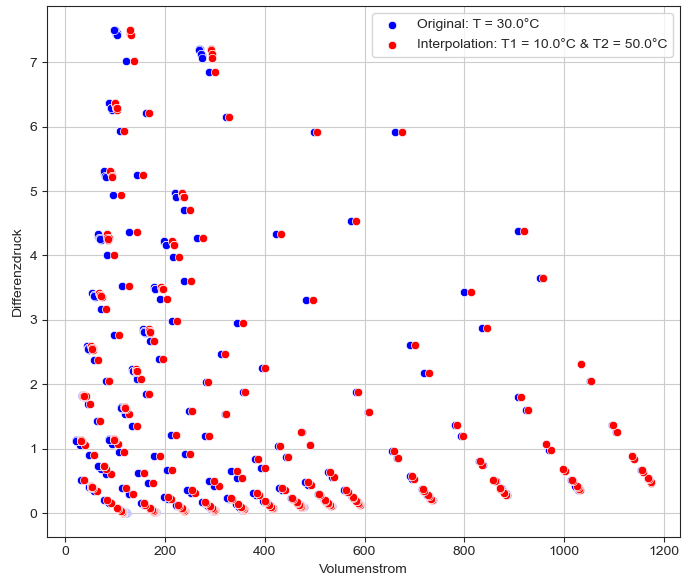 Original: T = 30.0°C
Interpolation: T1 = 10.0°C & T2 = 50.0°C
Differenzdruck
7
6
5
4
3
2
1
0
0 200 400 600 800 1000 1200
Volumenstrom